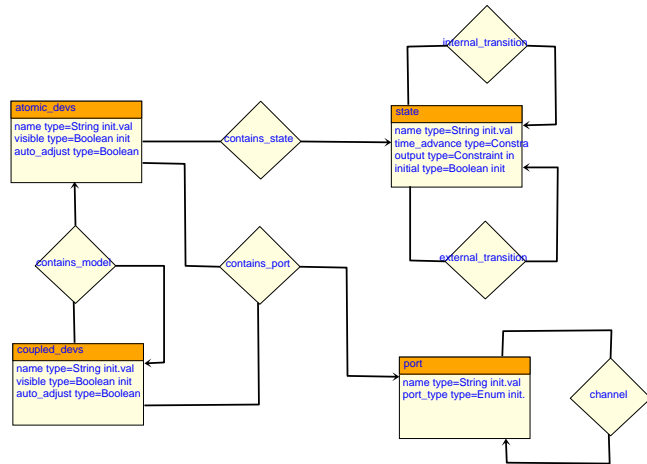 internal_transition
atomic_devs
name type=String init.val
visible type=Boolean init
auto_adjust type=Boolean
contains_state
state
name type=String init.val
time_advance type=Constra
output type=Constraint in
initial type=Boolean init
contains_model
contains_port
external_transition
coupled_devs
name type=String init.val
visible type=Boolean init
auto_adjust type=Boolean
port
name type=String init.val
port_type type=Enum init.
channel